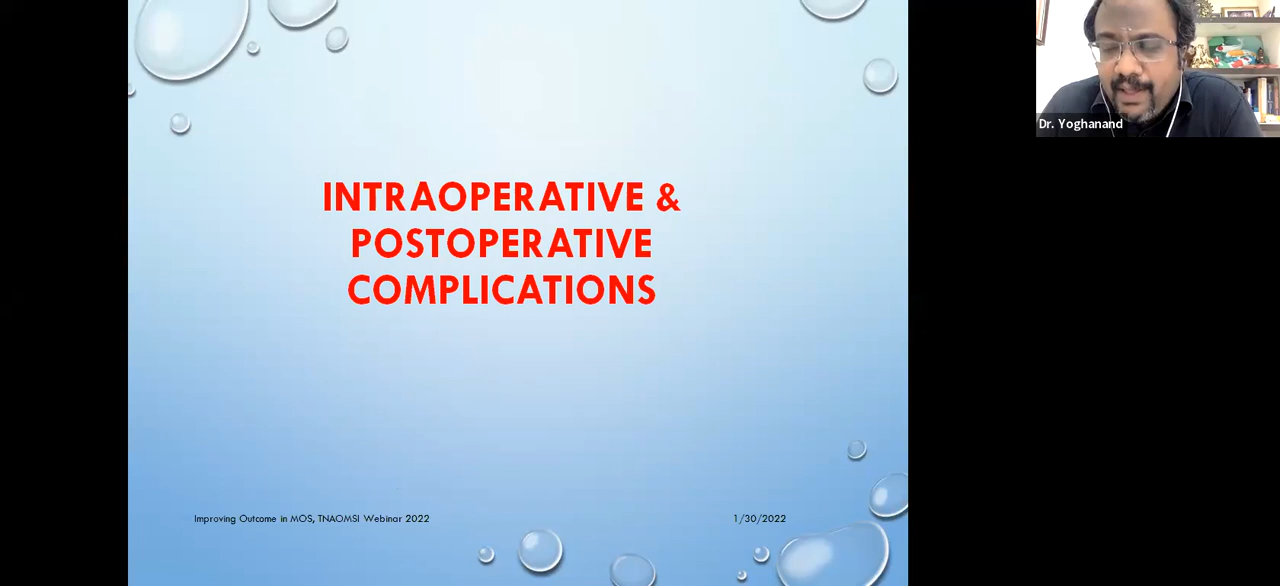 INTRAOPERATIVE &
POSTOPERATIVE
COMPLICATIONS
Improving Outcome in MOS, TNAOMSI Webinar 2022
1/30/2022
Dr. Yoghanand